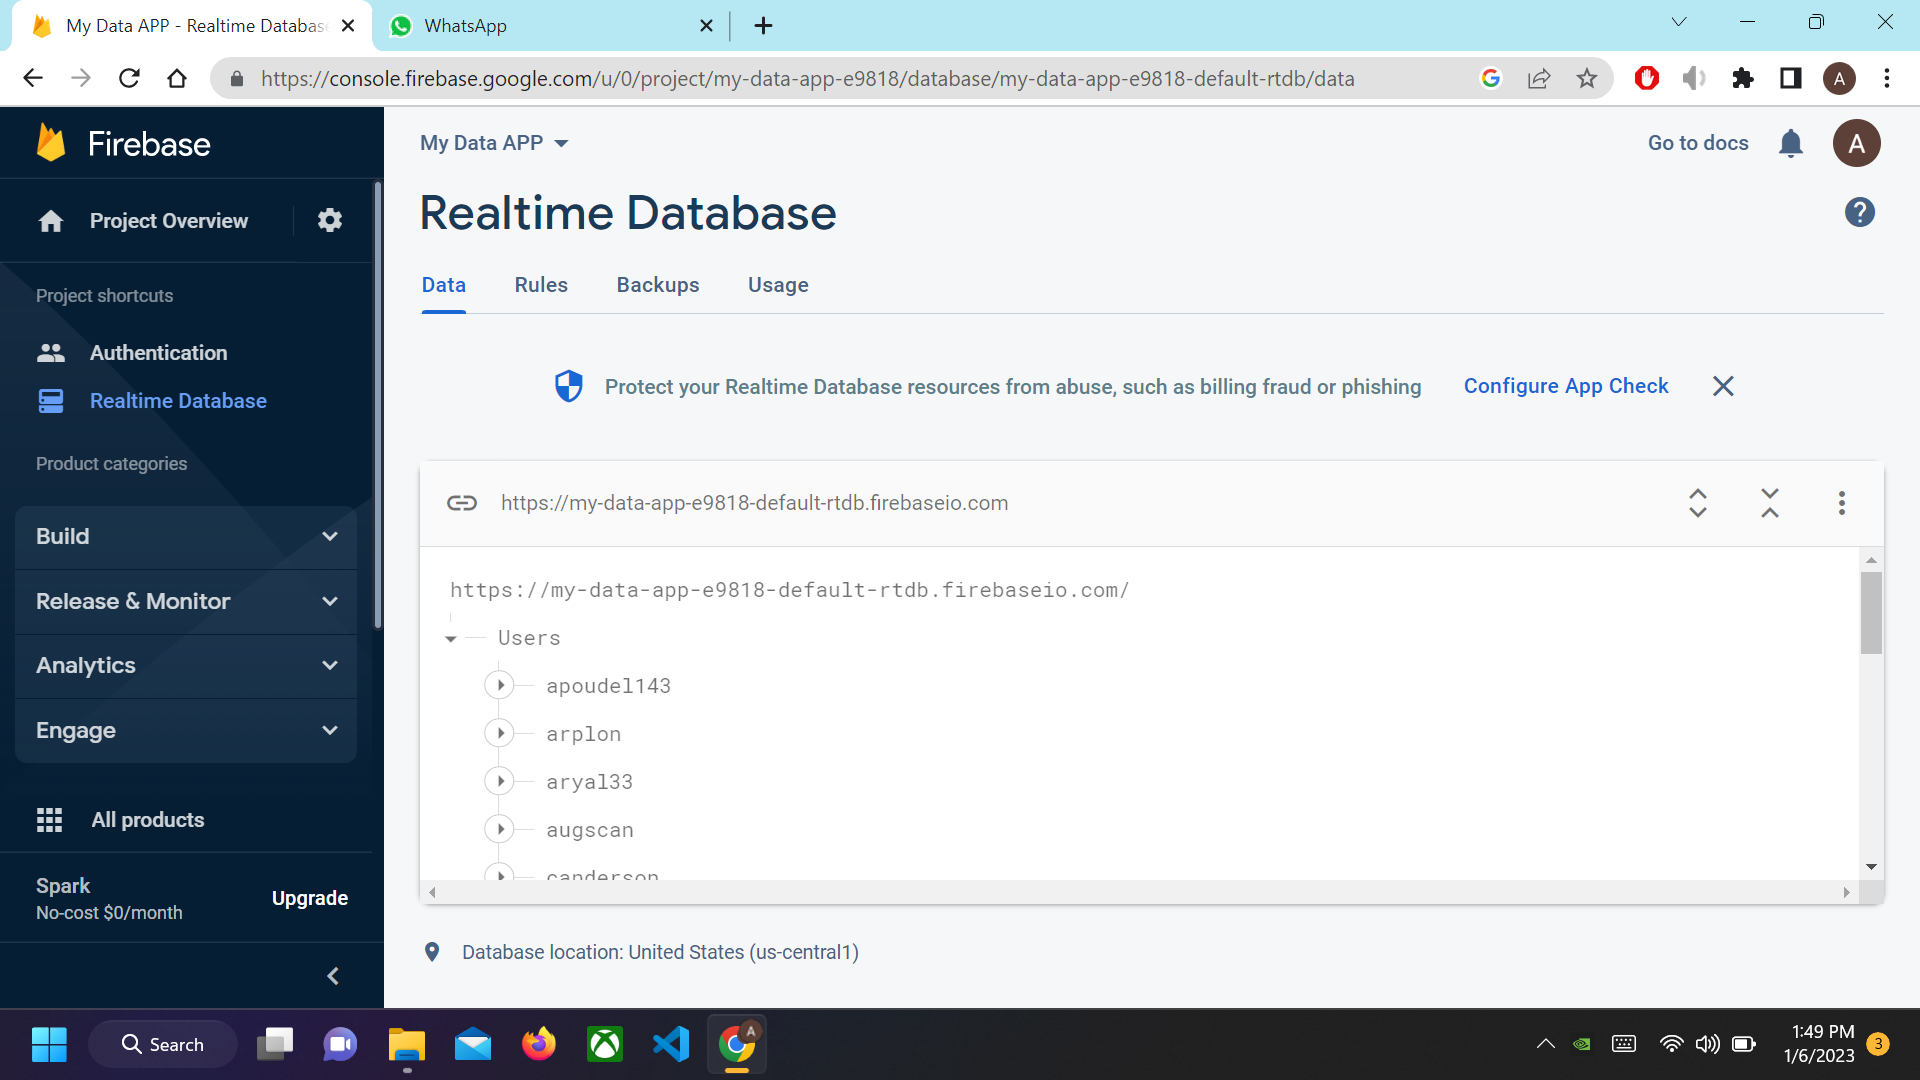 My Data APP - Realtime Databas
WhatsApp
https://console.firebase.google.com/u/0/project/my-data-app-e9818/database/my-data-app-e9818-default-rtdb/data
A
Firebase
My Data APP
Go to docs
A
Project Overview
Realtime Database
?
Data
Rules
Backups
Usage
Project shortcuts
Authentication
Realtime Database
Protect your Realtime Database resources from abuse, such as billing fraud or phishing
Configure App Check
Product categories
Build
Release & Monitor
Analytics
Engage
https://my-data-app-e9818-default-rtdb.firebaseio.com
https://my-data-app-e9818-default-rtdb.firebaseio.com/
Users
apoudel143
arplon
aryal33
augscan
canderson
All products
Spark
No-cost $0/month
Upgrade
Database location: United States (us-central1)
Search
A
1:49 PM
1/6/2023
3